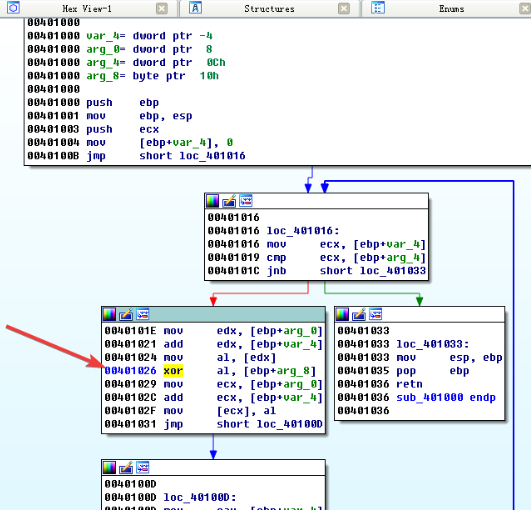 Hex View-1
Structures
Enums
00401000
00401000 var_4= dword ptr -4
00401000 arg_0= dword ptr  8
00401000 arg_4= dword ptr  0Ch
00401000 arg_8= byte ptr  10h
00401000
00401000 push    ebp
00401001 mov     ebp, esp
00401003 push    ecx
00401004 mov     [ebp+var_4], 0
0040100B jmp     short loc_401016
00401016
00401016 loc_401016:
00401016 mov     ecx, [ebp+var_4]
00401019 cmp     ecx, [ebp+arg_4]
0040101C jnb     short loc_401033
0040101E mov     edx, [ebp+arg_0]
00401021 add     edx, [ebp+var_4]
00401024 mov     al, [edx]
00401026 xor     al, [ebp+arg_8]
00401029 mov     ecx, [ebp+arg_0]
0040102C add     ecx, [ebp+var_4]
0040102F mov     [ecx], al
00401031 jmp     short loc_40100D
00401033
00401033 loc_401033:
00401033 mov     esp, ebp
00401035 pop     ebp
00401036 retn
00401036 sub_401000 endp
00401036
0040100D
0040100D loc_40100D: